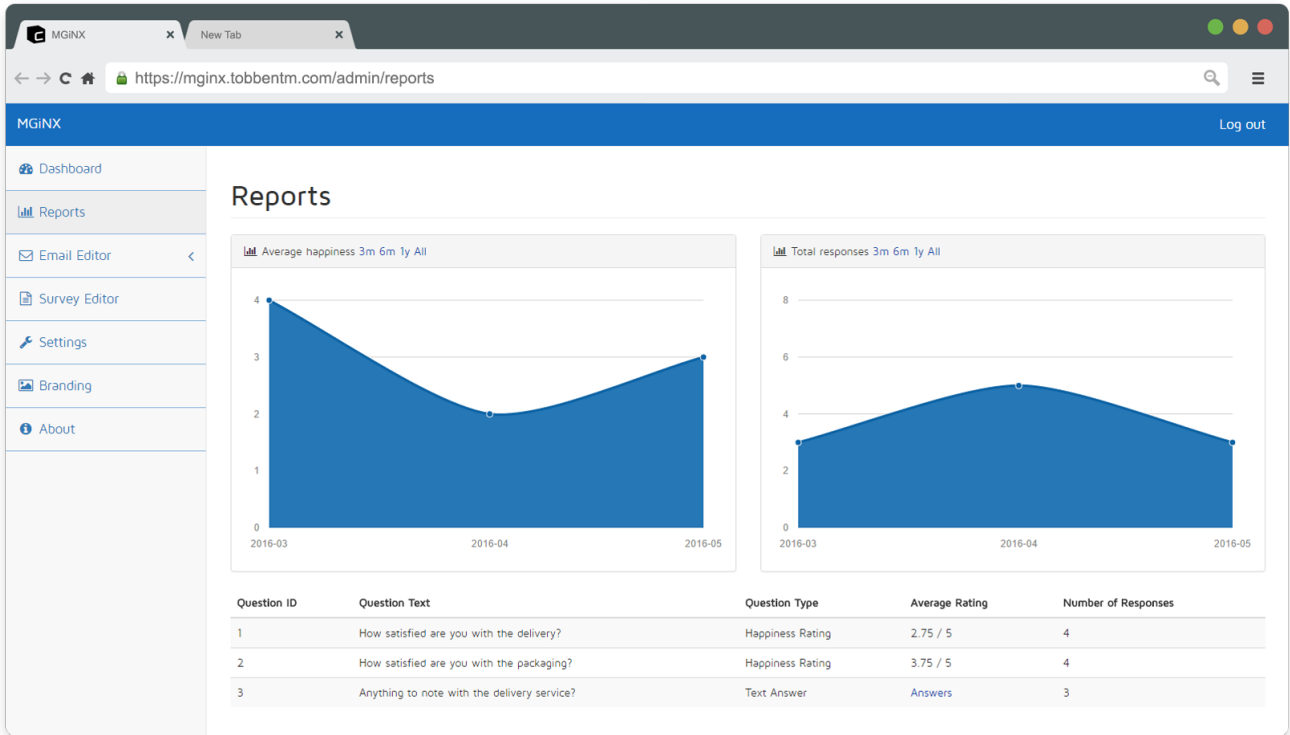 MGiNX
New Tab
https://mginx.tobbentm.com/admin/reports
MGiNX
Log out
Dashboard
Reports
Email Editor
Survey Editor
Settings
Branding
About
Reports
Average happiness 3m 6m 1y All
4
3
2
1
0
2016-03 2016-04 2016-05
Total responses 3m 6m 1y All
8
6
4
2
0
2016-03 2016-04 2016-05
Question ID Question Text Question Type Average Rating Number of Responses
1 How satisfied are you with the delivery? Happiness Rating 2.75 / 5 4
2 How satisfied are you with the packaging? Happiness Rating 3.75 / 5 4
3 Anything to note with the delivery service? Text Answer Answers 3